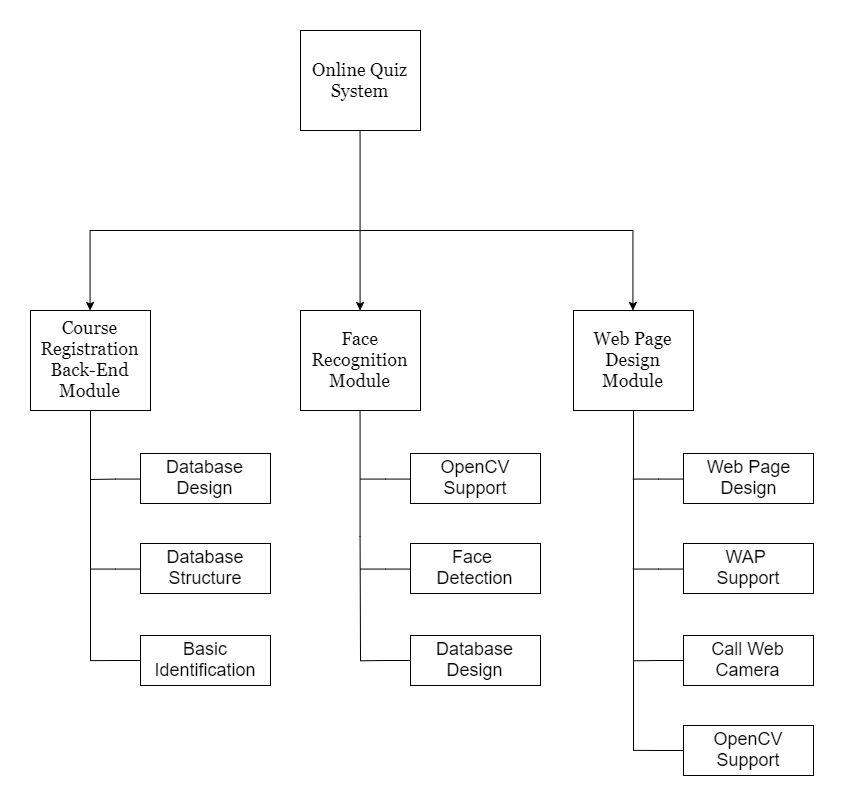 Online Quiz
System
Course
Registration
Back-End
Module
Face
Recognition
Module
Web Page
Design
Module
Database
Design
Database
Structure
Basic
Identification
OpenCV
Support
Face
Detection
Database
Design
Web Page
Design
WAP
Support
Call Web
Camera
OpenCV
Support